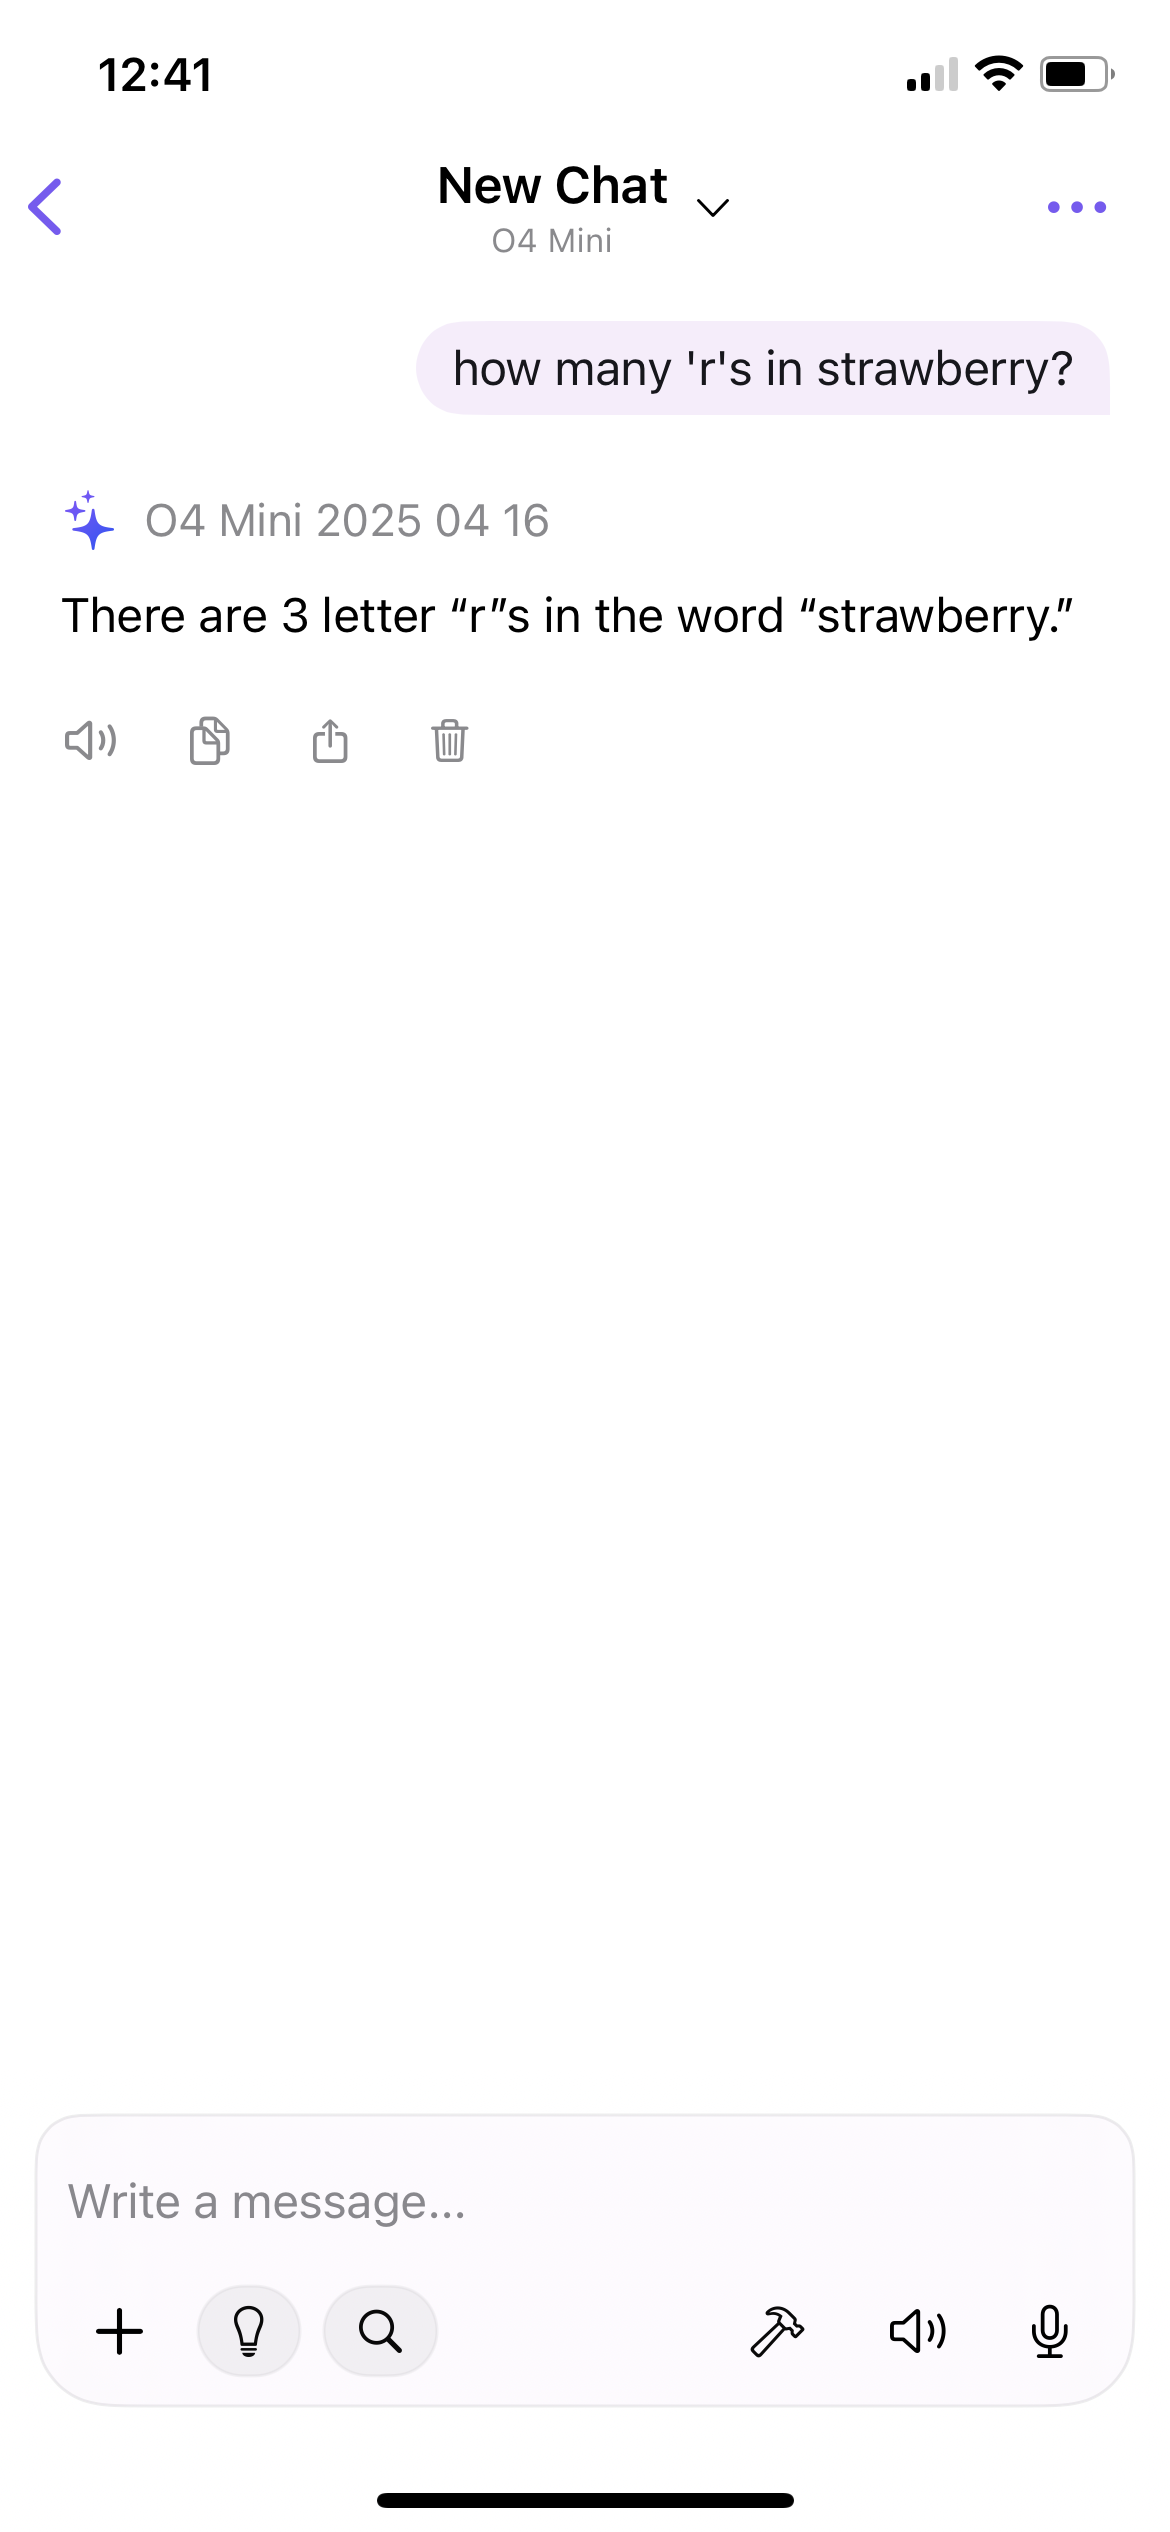 12:41
New Chat
O4 Mini
how many 'r's in strawberry?
O4 Mini 2025 04 16
There are 3 letter “r”s in the word “strawberry.”
Write a message...